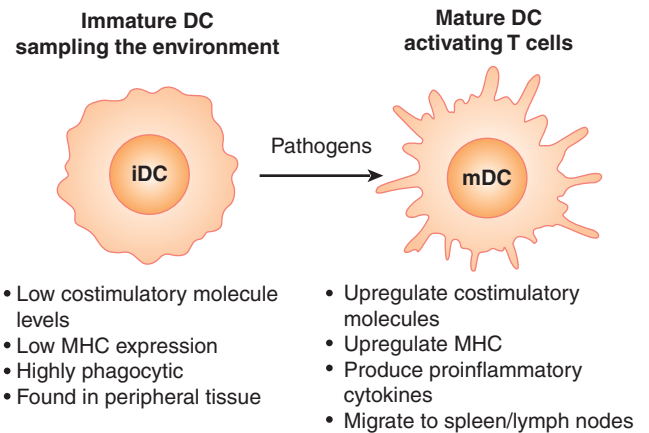 Immature DC
sampling the environment
Mature DC
activating T cells
iDC
Pathogens
mDC
• Low costimulatory molecule
levels
• Low MHC expression
• Highly phagocytic
• Found in peripheral tissue
• Upregulate costimulatory
molecules
• Upregulate MHC
• Produce proinflammatory
cytokines
• Migrate to spleen/lymph nodes